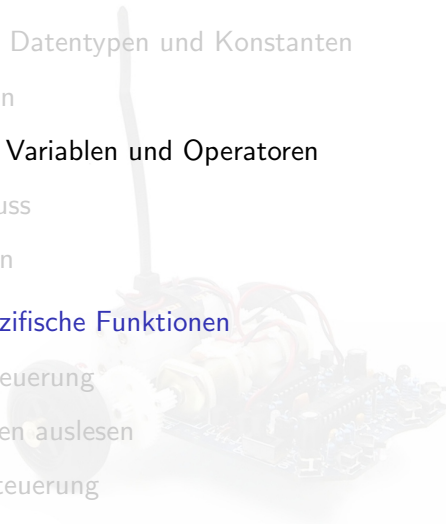 Datentypen und Konstanten
n
Variablen und Operatoren
uss
n
zifische Funktionen
euerung
en auslesen
teuerung